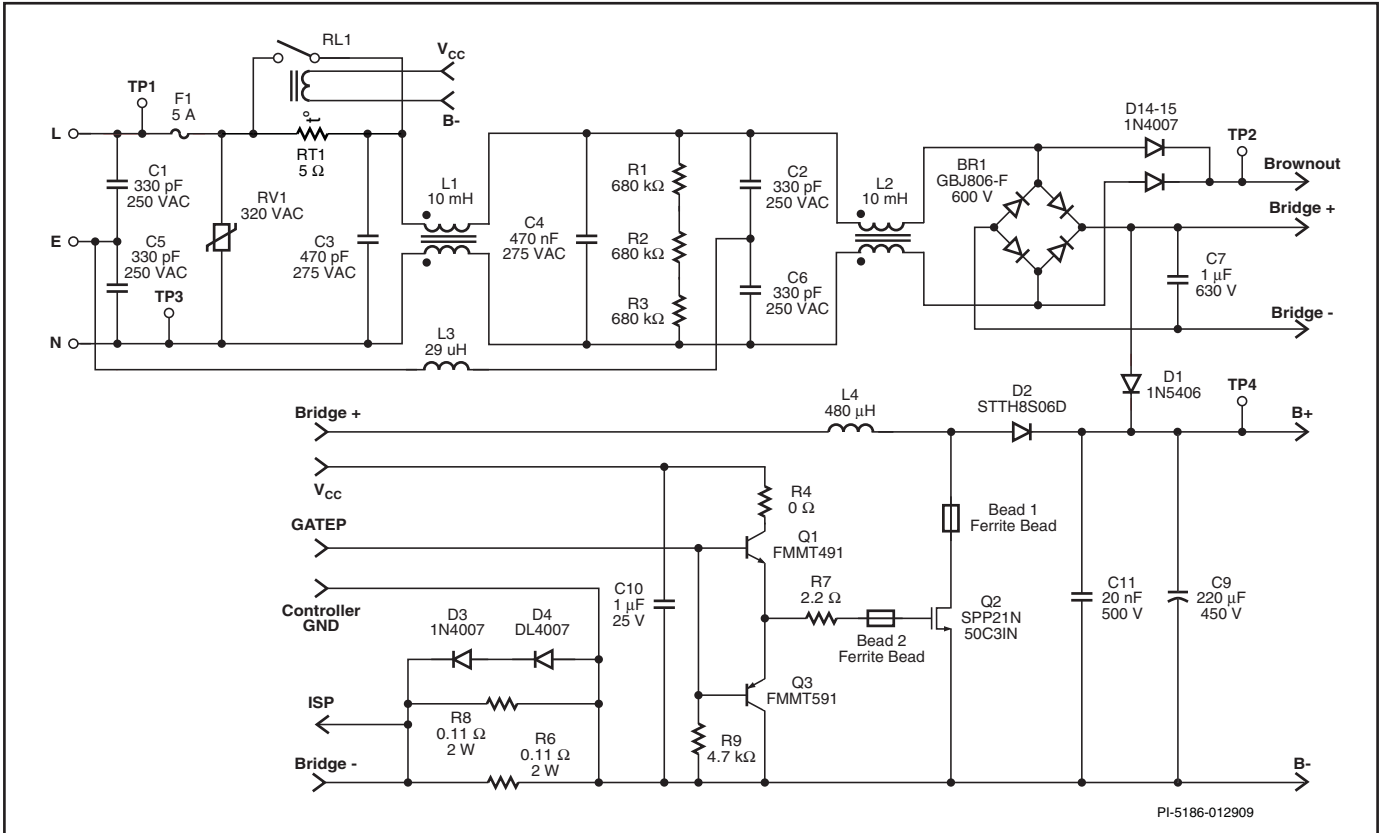 RL1
V_CC
B-
TP1
F1
5 A
L
t°
RT1
5 Ω
C1
330 pF
250 VAC
RV1
320 VAC
E
C5
330 pF
250 VAC
TP3
C3
470 pF
275 VAC
N
L1
10 mH
C4
470 nF
275 VAC
L3
29 uH
R1
680 kΩ
R2
680 kΩ
R3
680 kΩ
C2
330 pF
250 VAC
C6
330 pF
250 VAC
L2
10 mH
BR1
GBJ806-F
600 V
D14-15
1N4007
TP2
Brownout
Bridge +
C7
1 µF
630 V
Bridge -
D1
1N5406
TP4
B+
D2
STTH8S06D
L4
480 µH
Bridge +
V_CC
GATEP
Controller
GND
D3
1N4007
D4
DL4007
ISP
R8
0.11 Ω
2 W
R6
0.11 Ω
2 W
Bridge -
C10
1 µF
25 V
R4
0 Ω
Q1
FMMT491
R7
2.2 Ω
Bead 2
Ferrite Bead
Q3
FMMT591
R9
4.7 kΩ
Bead 1
Ferrite Bead
Q2
SPP21N
50C3IN
C11
20 nF
500 V
C9
220 µF
450 V
B-
PI-5186-012909